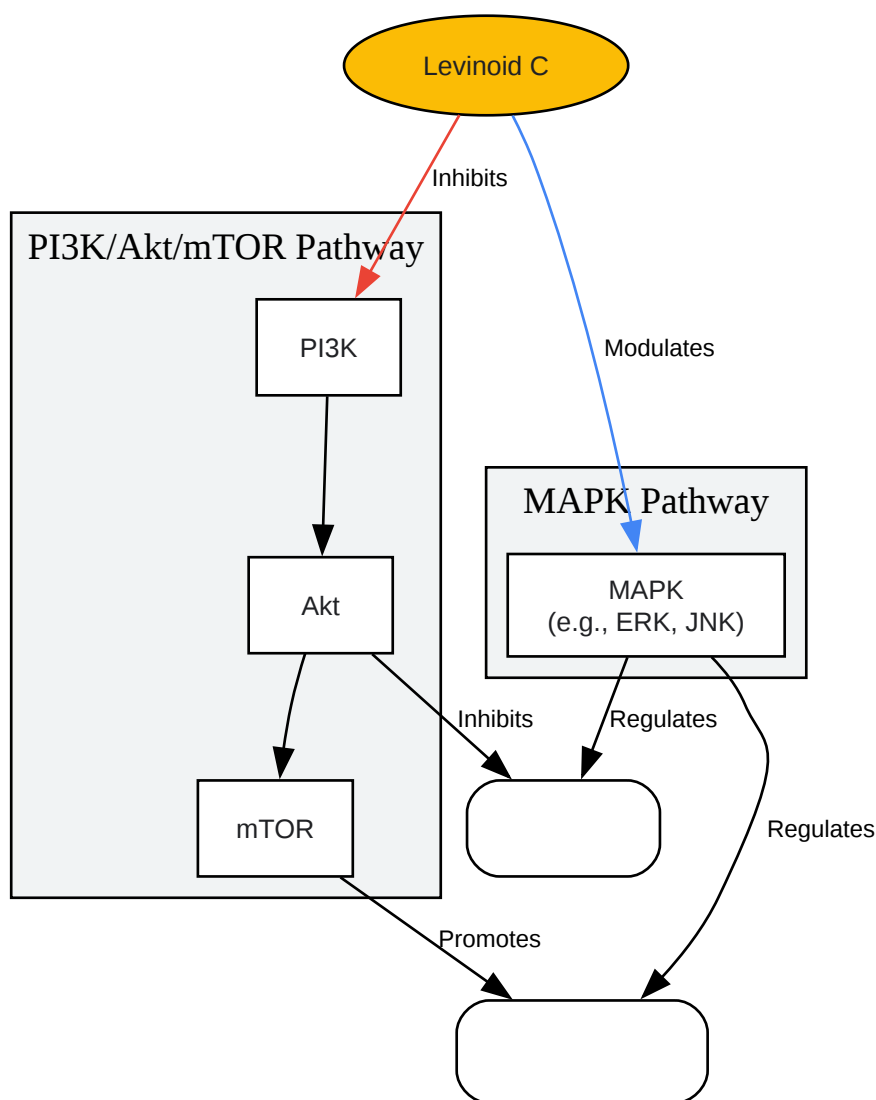 Levinoid C
Inhibits
PI3K/Akt/mTOR Pathway
PI3K
Modulates
MAPK Pathway
MAPK
(e.g., ERK, JNK)
Akt
Inhibits
Regulates
mTOR
Regulates
Promotes